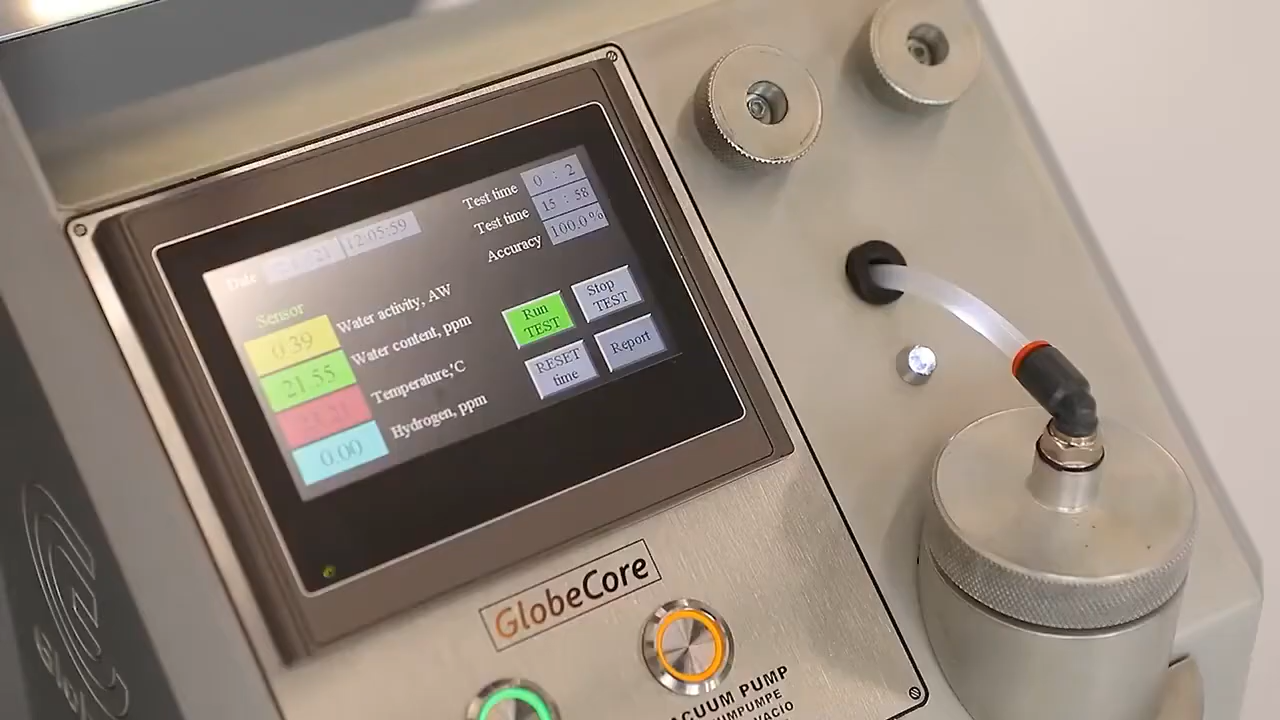 Test time 0 : 2
Test time 15 : 58
Accuracy 100.0 %
Date 21 12:05:59
Sensor
0.39 Water activity, AW
21.55 Water content, ppm
Temperature,°C
0.00 Hydrogen, ppm
Run TEST
Stop TEST
RESET time
Report
GlobeCore
VACUUM PUMP